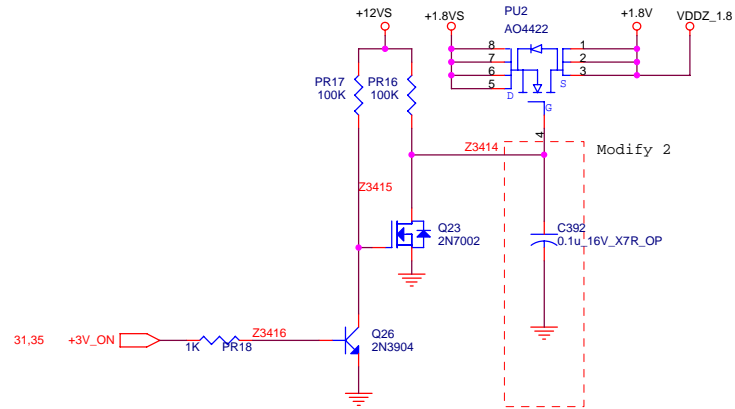 PU2
+12VS
+1.8VS
AO4422
+1.8V
VDDZ_1.8
8
7
6
5
1
2
3
D
S
G
4
PR17
100K
PR16
100K
Z3414
Modify 2
Z3415
Q23
2N7002
C392
0.1u_16V_X7R_OP
31,35
+3V_ON
1K
PR18
Z3416
Q26
2N3904